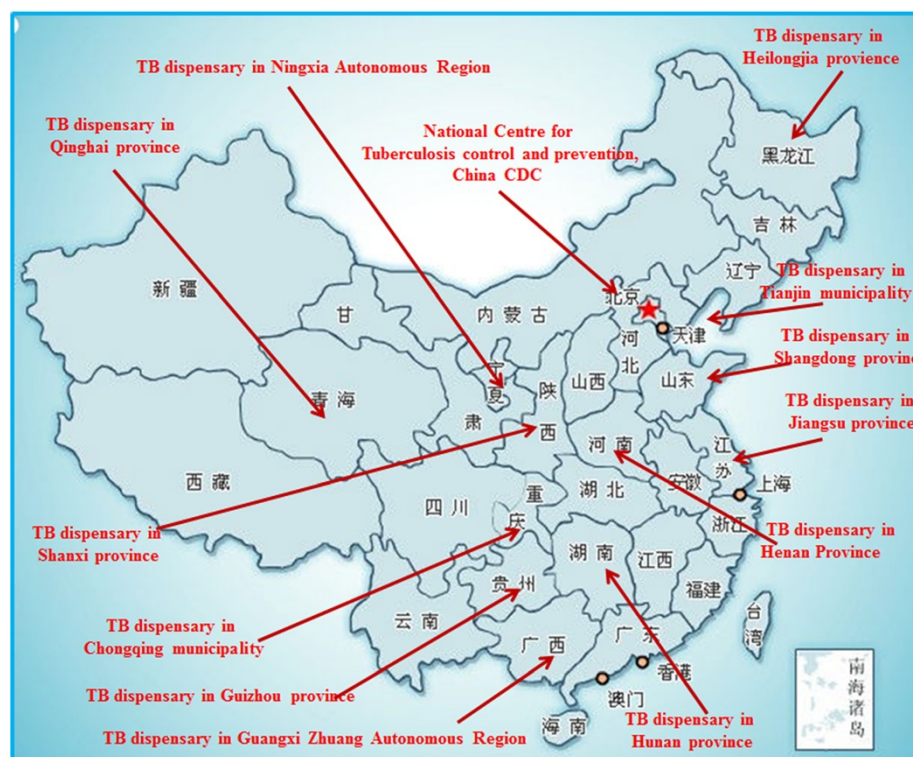 TB dispensary in
Heilongjia provience
TB dispensary in Ningxia Autonomous Region
TB dispensary in
Qinghai province
National Centre for
Tuberculosis control and prevention,
China CDC
黑龙江
吉林
辽宁
TB dispensary in
Tianjin municipality
新疆
甘
内蒙古
北京
天津
河
北
TB dispensary in
Shangdong province
宁
夏
陕
西
山西
山东
青海
肃
TB dispensary in
Jiangsu province
河南
江
苏
西藏
四川
重
庆
湖北
安徽
上海
浙江
TB dispensary in
Shanxi province
TB dispensary in
Henan Province
湖南
江西
贵州
福建
云南
台
湾
TB dispensary in
Chongqing municipality
广西
广东
香港
澳门
南
海
诸
岛
TB dispensary in Guizhou province
海南
TB dispensary in
Hunan province
TB dispensary in Guangxi Zhuang Autonomous Region